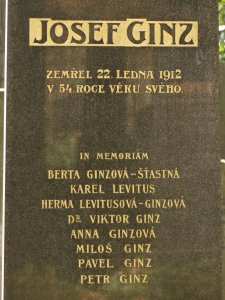 JOSEF GINZ
ZEMŘEL 22. LEDNA 1912
V 54. ROCE VĚKU SVÉHO.
IN MEMORIÁM
BERTA GINZOVÁ-ŠŤASTNÁ
KAREL LEVITUS
HERMA LEVITUSOVÁ-GINZOVÁ
DR VIKTOR GINZ
ANNA GINZOVÁ
MILOŠ GINZ
PAVEL GINZ
PETR GINZ